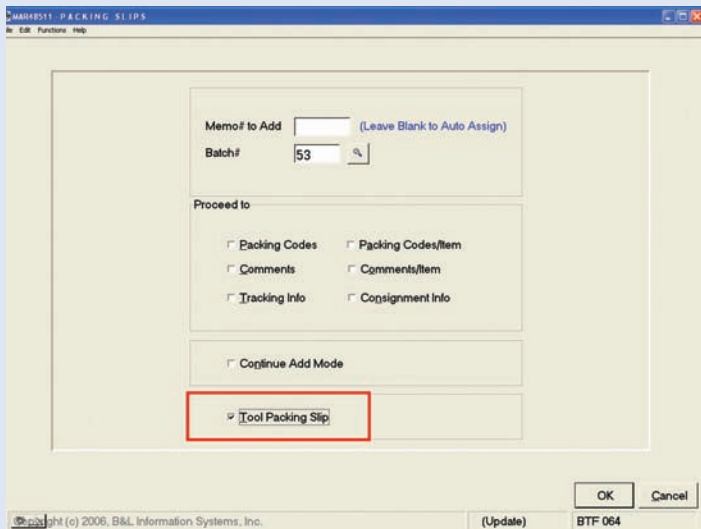 MAR48511 - PACKING SLIPS
Edit Functions Help
Memo# to Add (Leave Blank to Auto Assign)
Batch# 53
Proceed to
Packing Codes Packing Codes/Item
Comments Comments/Item
Tracking Info Consignment Info
Continue Add Mode
Tool Packing Slip
OK Cancel
Copyright (c) 2006, B&L Information Systems, Inc. (Update) BTF 064